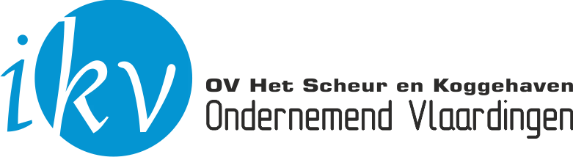 ikv
OV Het Scheur en Koggehaven
Ondernemend Vlaardingen